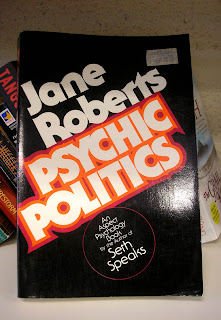 Jane
Roberts
PSYCHIC
POLITICS
An
Aspect
Psychology
Book
by the Author of
Seth
Speaks